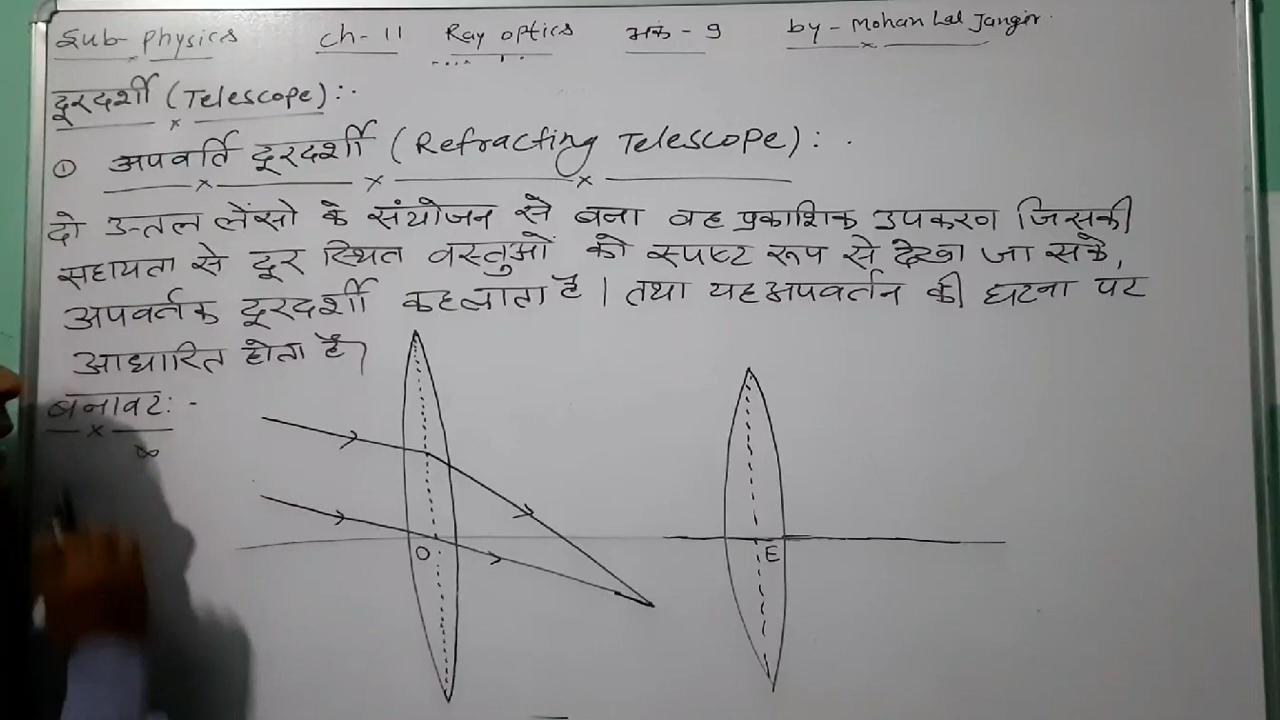 Sub- Physics ch-11 Ray optics अंक-9 by- Mohan Lal Jangir
दूरदर्शी (Telescope):-
① अपवर्ति दूरदर्शी (Refracting Telescope):-
दो उत्तल लेंसो के संयोजन से बना वह प्रकाशिक उपकरण जिसकी
सहायता से दूर स्थित वस्तुओं को स्पष्ट रूप से देखा जा सके,
अपवर्तक दूरदर्शी कहलाता है । तथा यह अपवर्तन की घटना पर
आधारित होता है।
बनावट:-
∞
O
E